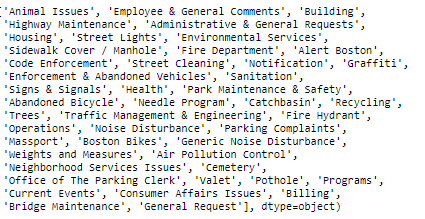 'Animal Issues', 'Employee & General Comments', 'Building',
'Highway Maintenance', 'Administrative & General Requests',
'Housing', 'Street Lights', 'Environmental Services',
'Sidewalk Cover / Manhole', 'Fire Department', 'Alert Boston',
'Code Enforcement', 'Street Cleaning', 'Notification', 'Graffiti',
'Enforcement & Abandoned Vehicles', 'Sanitation',
'Signs & Signals', 'Health', 'Park Maintenance & Safety',
'Abandoned Bicycle', 'Needle Program', 'Catchbasin', 'Recycling',
'Trees', 'Traffic Management & Engineering', 'Fire Hydrant',
'Operations', 'Noise Disturbance', 'Parking Complaints',
'Massport', 'Boston Bikes', 'Generic Noise Disturbance',
'Weights and Measures', 'Air Pollution Control',
'Neighborhood Services Issues', 'Cemetery',
'Office of The Parking Clerk', 'Valet', 'Pothole', 'Programs',
'Current Events', 'Consumer Affairs Issues', 'Billing',
'Bridge Maintenance', 'General Request'], dtype=object)